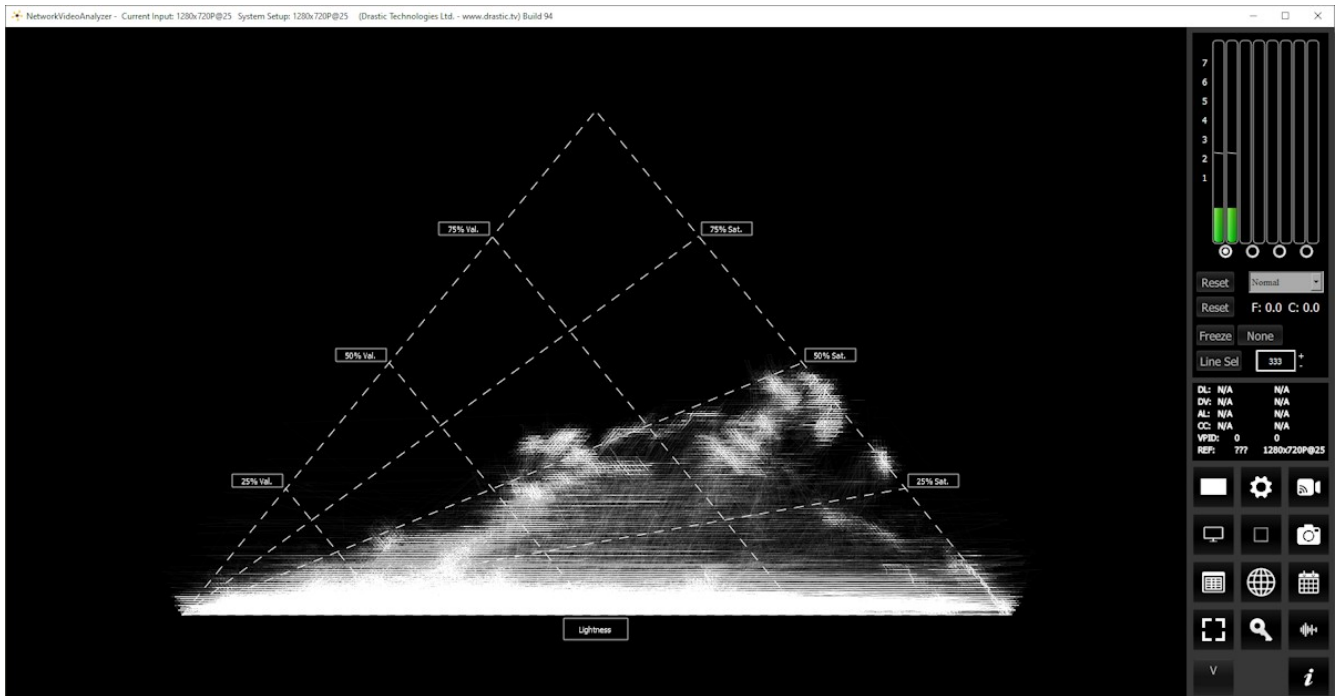 NetworkVideoAnalyzer - Current Input: 1280x720P@25 System Setup: 1280x720P@25 (Drastic Technologies Ltd. - www.drastic.tv) Build 94
75% Val.
75% Sat.
50% Val.
50% Sat.
25% Val.
25% Sat.
Lightness
7
6
5
4
3
2
1
Reset
Normal
Reset
F: 0.0 C: 0.0
Freeze
None
Line Sel
333
+
-
DL: N/A N/A
DV: N/A N/A
AL: N/A N/A
CC: N/A N/A
VPID: 0 0
REF: ??? 1280x720P@25
V
i